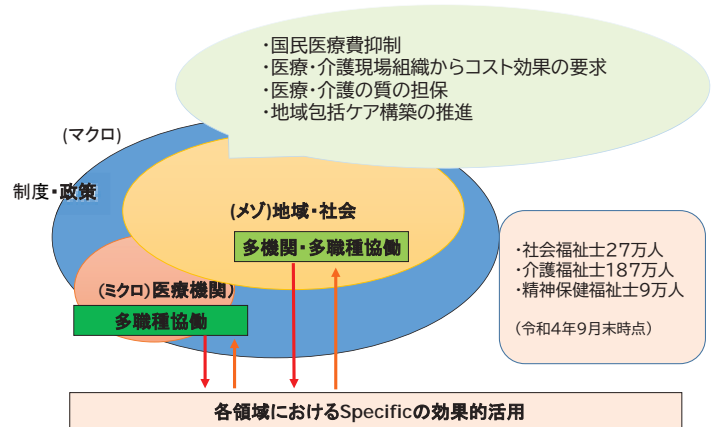 ・国民医療費抑制
・医療・介護現場組織からコスト効果の要求
・医療・介護の質の担保
・地域包括ケア構築の推進
(マクロ)
制度・政策
(メゾ)地域・社会
多機関・多職種協働
(ミクロ)医療機関)
多職種協働
・社会福祉士27万人
・介護福祉士187万人
・精神保健福祉士9万人
(令和4年9月末時点)
各領域におけるSpecificの効果的活用